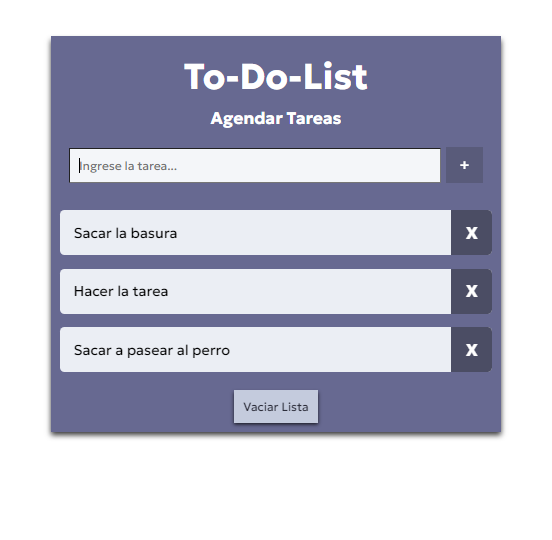 To-Do-List
Agendar Tareas
Ingrese la tarea...
+
Sacar la basura
X
Hacer la tarea
X
Sacar a pasear al perro
X
Vaciar Lista